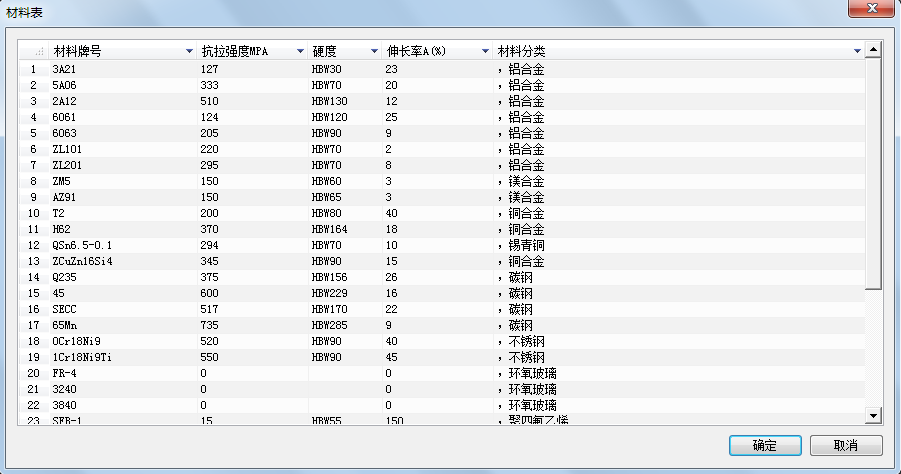 材料表
材料牌号 抗拉强度MPA 硬度 伸长率A(%) 材料分类
1 3A21 127 HBW30 23 ，铝合金
2 5A06 333 HBW70 20 ，铝合金
3 2A12 510 HBW130 12 ，铝合金
4 6061 124 HBW120 25 ，铝合金
5 6063 205 HBW90 9 ，铝合金
6 ZL101 220 HBW70 2 ，铝合金
7 ZL201 295 HBW70 8 ，铝合金
8 ZM5 150 HBW60 3 ，镁合金
9 AZ91 150 HBW65 3 ，镁合金
10 T2 200 HBW80 40 ，铜合金
11 H62 370 HBW164 18 ，铜合金
12 QSn6.5-0.1 294 HBW70 10 ，锡青铜
13 ZCuZn16Si4 345 HBW90 15 ，铜合金
14 Q235 375 HBW156 26 ，碳钢
15 45 600 HBW229 16 ，碳钢
16 SECC 517 HBW170 22 ，碳钢
17 65Mn 735 HBW285 9 ，碳钢
18 0Cr18Ni9 520 HBW90 40 ，不锈钢
19 1Cr18Ni9Ti 550 HBW90 45 ，不锈钢
20 FR-4 0 0 ，环氧玻璃
21 3240 0 0 ，环氧玻璃
22 3840 0 0 ，环氧玻璃
23 SFB-1 15 HBW55 150 ，聚四氟乙烯
确定 取消